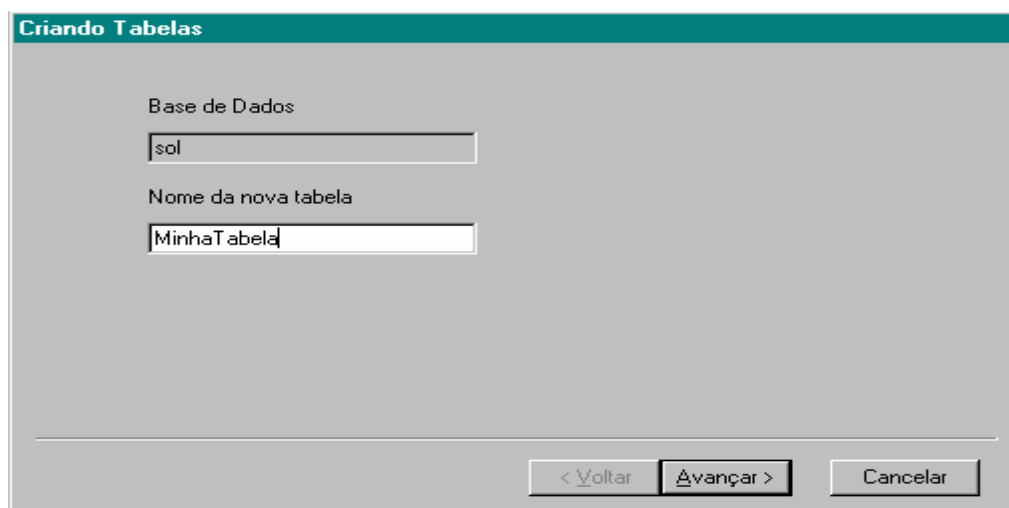 Criando Tabelas
Base de Dados
sol
Nome da nova tabela
MinhaTabela
< Voltar Avançar > Cancelar